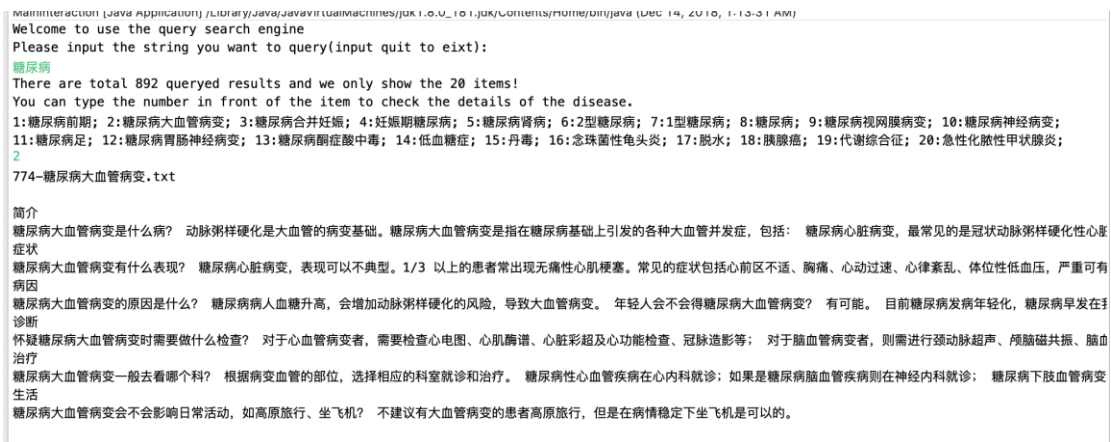 MainInteraction [Java Application] /Library/Java/JavaVirtualMachines/jdk1.8.0_181.jdk/Contents/Home/bin/java (Dec 14, 2018, 1:13:31 AM)
Welcome to use the query search engine
Please input the string you want to query(input quit to eixt):
糖尿病
There are total 892 queryed results and we only show the 20 items!
You can type the number in front of the item to check the details of the disease.
1:糖尿病前期; 2:糖尿病大血管病变; 3:糖尿病合并妊娠; 4:妊娠期糖尿病; 5:糖尿病肾病; 6:2型糖尿病; 7:1型糖尿病; 8:糖尿病; 9:糖尿病视网膜病变; 10:糖尿病神经病变;
11:糖尿病足; 12:糖尿病胃肠神经病变; 13:糖尿病酮症酸中毒; 14:低血糖症; 15:丹毒; 16:念珠菌性龟头炎; 17:脱水; 18:胰腺癌; 19:代谢综合征; 20:急性化脓性甲状腺炎;
2
774-糖尿病大血管病变.txt
简介
糖尿病大血管病变是什么病? 动脉粥样硬化是大血管的病变基础。糖尿病大血管病变是指在糖尿病基础上引发的各种大血管并发症，包括： 糖尿病心脏病变，最常见的是冠状动脉粥样硬化性心脏
症状
糖尿病大血管病变有什么表现? 糖尿病心脏病变，表现可以不典型。1/3 以上的患者常出现无痛性心肌梗塞。常见的症状包括心前区不适、胸痛、心动过速、心律紊乱、体位性低血压，严重可有
病因
糖尿病大血管病变的原因是什么? 糖尿病病人血糖升高，会增加动脉粥样硬化的风险，导致大血管病变。 年轻人会不会得糖尿病大血管病变? 有可能。 目前糖尿病发病年轻化，糖尿病早发在
诊断
怀疑糖尿病大血管病变时需要做什么检查? 对于心血管病变者，需要检查心电图、心肌酶谱、心脏彩超及心功能检查、冠脉造影等； 对于脑血管病变者，则需进行颈动脉超声、颅脑磁共振、脑血
治疗
糖尿病大血管病变一般去看哪个科? 根据病变血管的部位，选择相应的科室就诊和治疗。 糖尿病性心血管疾病在心内科就诊；如果是糖尿病脑血管疾病则在神经内科就诊； 糖尿病下肢血管病变
生活
糖尿病大血管病变会不会影响日常活动，如高原旅行、坐飞机? 不建议有大血管病变的患者高原旅行，但是在病情稳定下坐飞机是可以的。